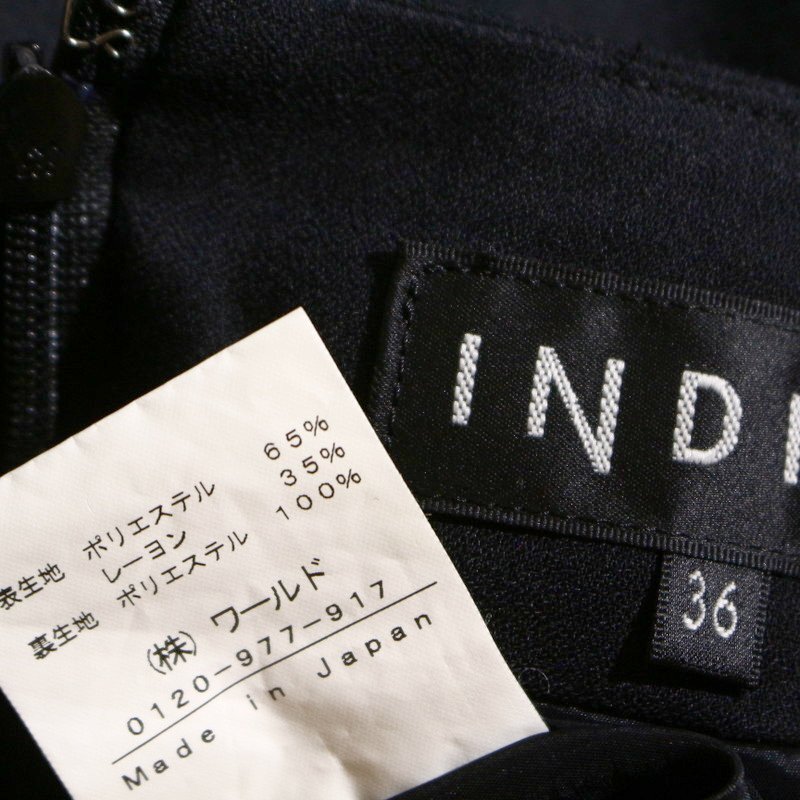 INDI
36
表生地 ポリエステル 65%
レーヨン 35%
裏生地 ポリエステル 100%
(株) ワールド
0120-977-917
Made in Japan